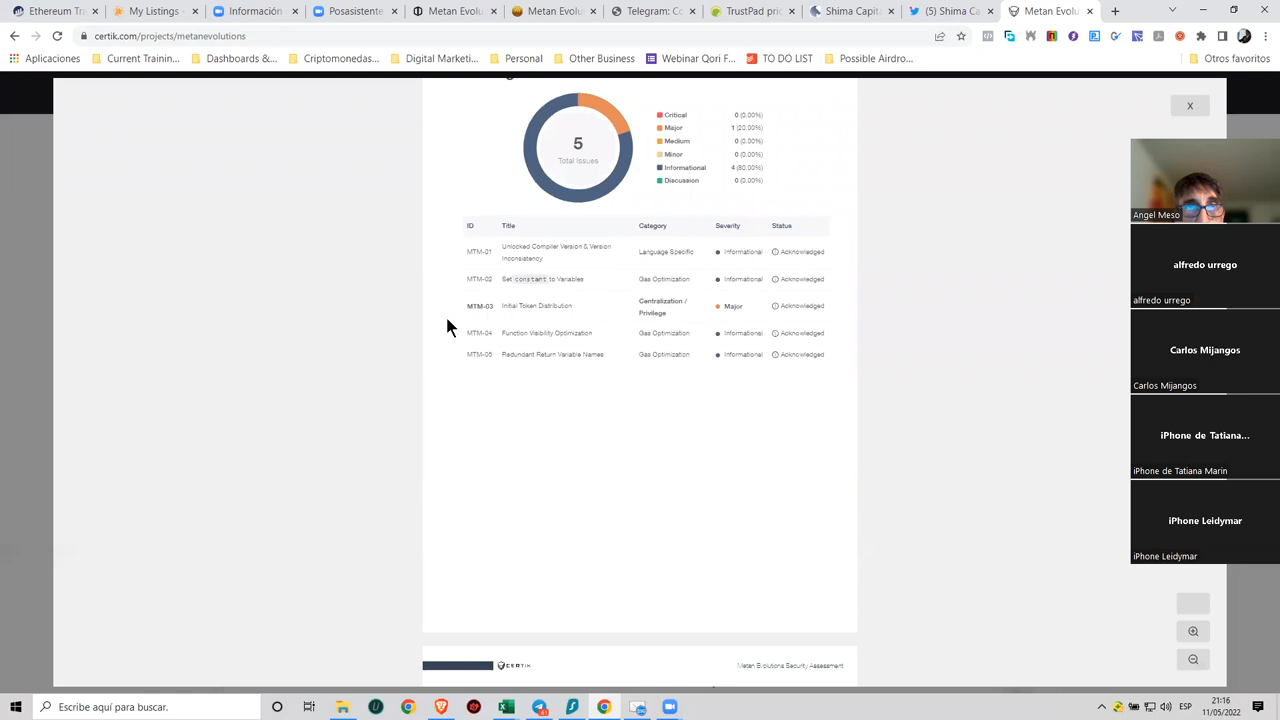 Ethereum Tra
My Listings -
Información
Posasistente
Metan Evolu
Metan Evolu
Telegram: Co
TrustPad pric
Shima Capita
(5) Shima Ca
Metan Evolu
certik.com/projects/metanevolutions
Aplicaciones
Current Trainin...
Dashboards &...
Criptomonedas...
Digital Marketi...
Personal
Other Business
Webinar Qori F...
TO DO LIST
Possible Airdro...
Otros favoritos
x
5
Total Issues
Critical 0 (0.00%)
Major 1 (20.00%)
Medium 0 (0.00%)
Minor 0 (0.00%)
Informational 4 (80.00%)
Discussion 0 (0.00%)
ID Title Category Severity Status
MTM-01 Unlocked Compiler Version & Version Inconsistency Language Specific Informational Acknowledged
MTM-02 Set constant to Variables Gas Optimization Informational Acknowledged
MTM-03 Initial Token Distribution Centralization / Privilege Major Acknowledged
MTM-04 Function Visibility Optimization Gas Optimization Informational Acknowledged
MTM-05 Redundant Return Variable Names Gas Optimization Informational Acknowledged
CERTIK
Metan Evolutions Security Assessment
Angel Meso
alfredo urrego
alfredo urrego
Carlos Mijangos
Carlos Mijangos
iPhone de Tatiana...
iPhone de Tatiana Marin
iPhone Leidymar
iPhone Leidymar
Escribe aquí para buscar.
ESP
21:16
11/05/2022